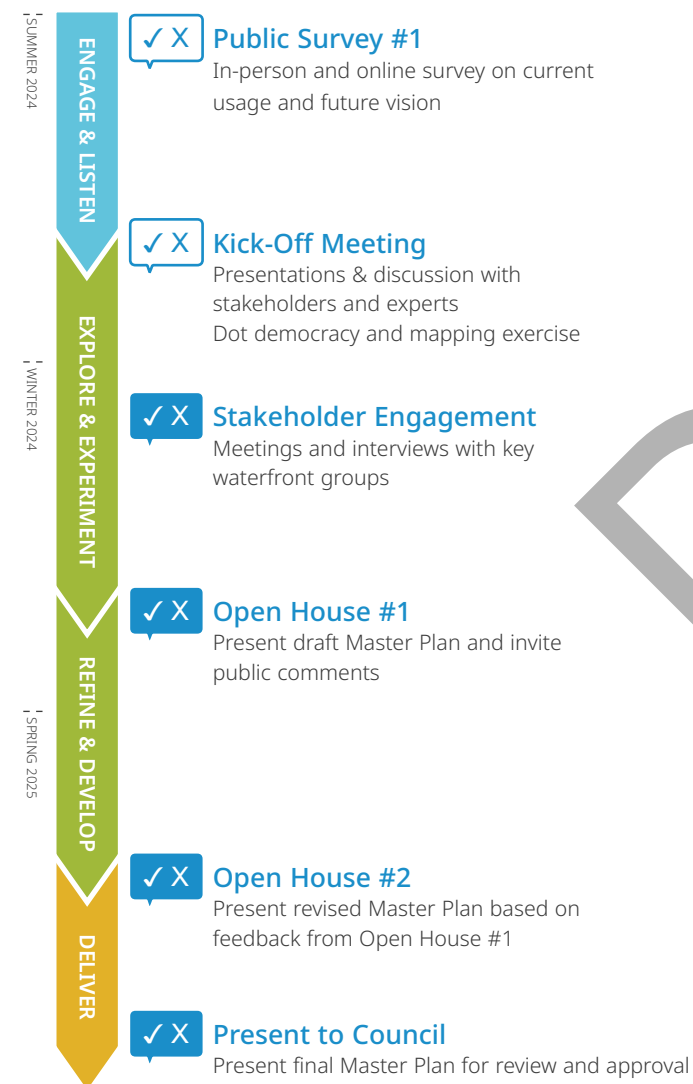 SUMMER 2024
ENGAGE & LISTEN
✓ X
Public Survey #1
In-person and online survey on current
usage and future vision
✓ X
Kick-Off Meeting
Presentations & discussion with
stakeholders and experts
Dot democracy and mapping exercise
WINTER 2024
EXPLORE & EXPERIMENT
✓ X
Stakeholder Engagement
Meetings and interviews with key
waterfront groups
✓ X
Open House #1
Present draft Master Plan and invite
public comments
SPRING 2025
REFINE & DEVELOP
✓ X
Open House #2
Present revised Master Plan based on
feedback from Open House #1
DELIVER
✓ X
Present to Council
Present final Master Plan for review and approval